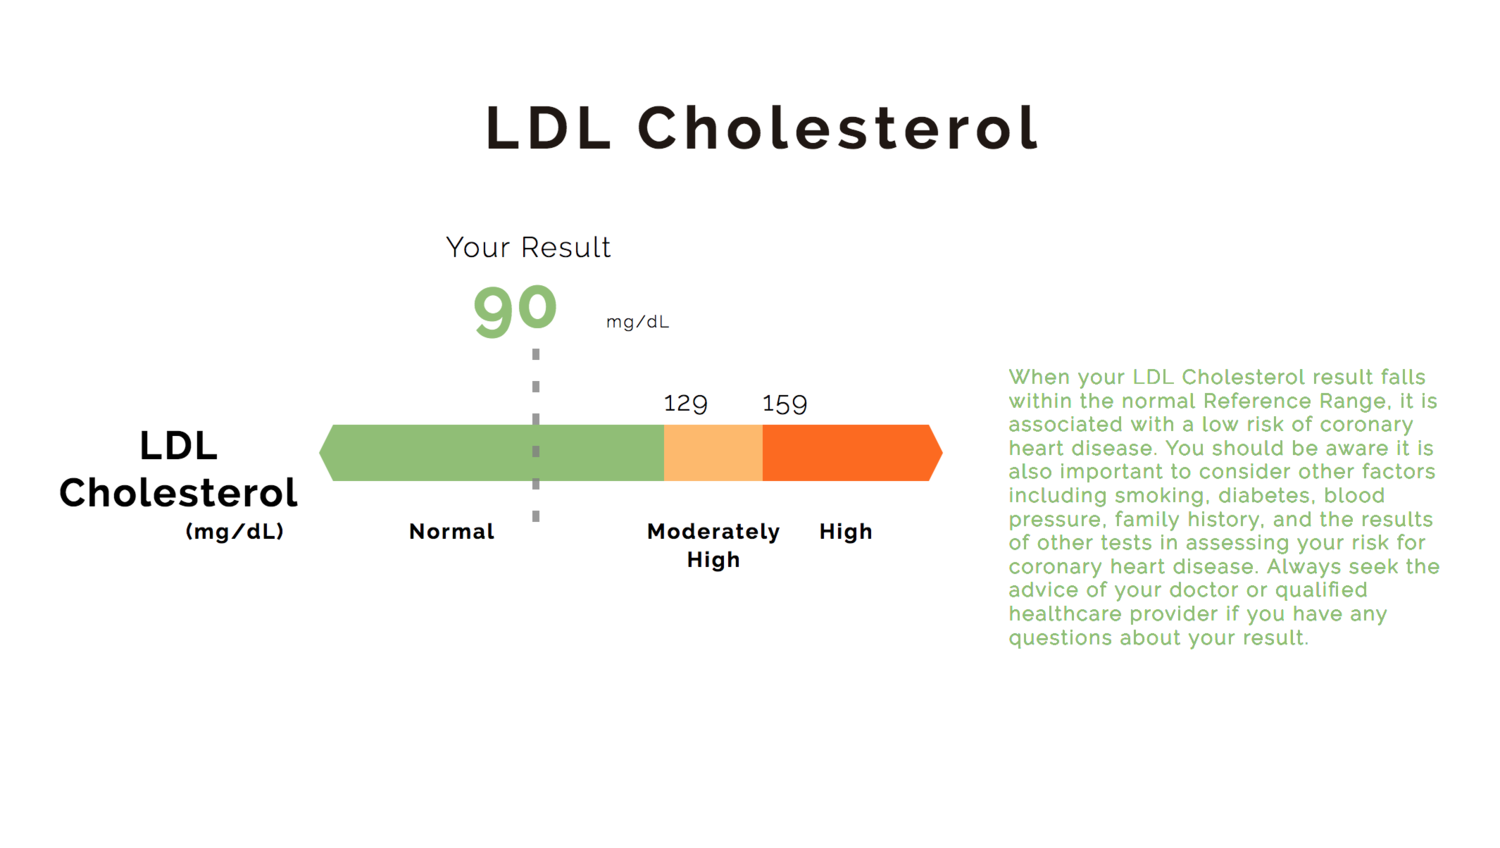 LDL Cholesterol
Your Result
90
mg/dL
129
159
LDL
Cholesterol
(mg/dL)
Normal
Moderately
High
High
When your LDL Cholesterol result falls
within the normal Reference Range, it is
associated with a low risk of coronary
heart disease. You should be aware it is
also important to consider other factors
including smoking, diabetes, blood
pressure, family history, and the results
of other tests in assessing your risk for
coronary heart disease. Always seek the
advice of your doctor or qualified
healthcare provider if you have any
questions about your result.